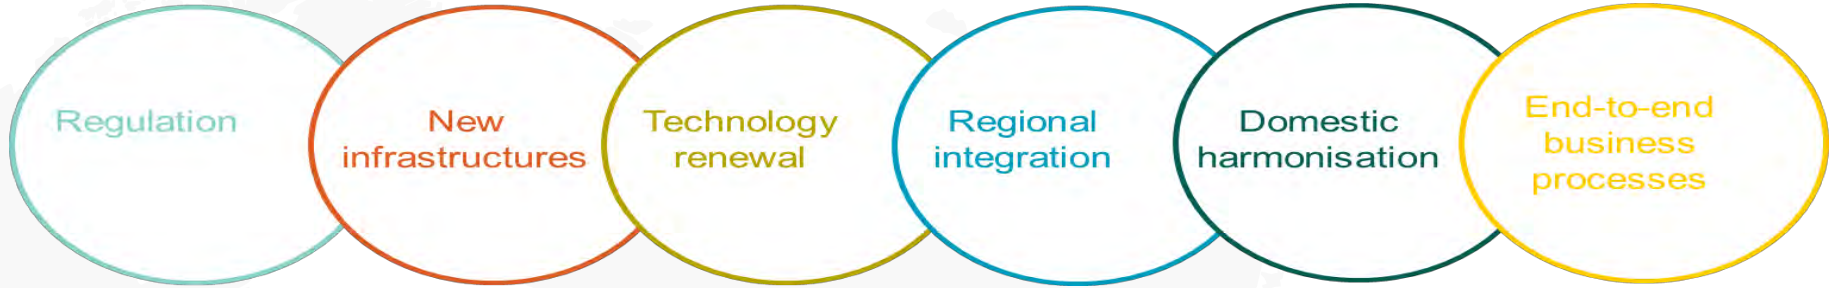 Regulation
New
infrastructures
Technology
renewal
Regional
integration
Domestic
harmonisation
End-to-end
business
processes